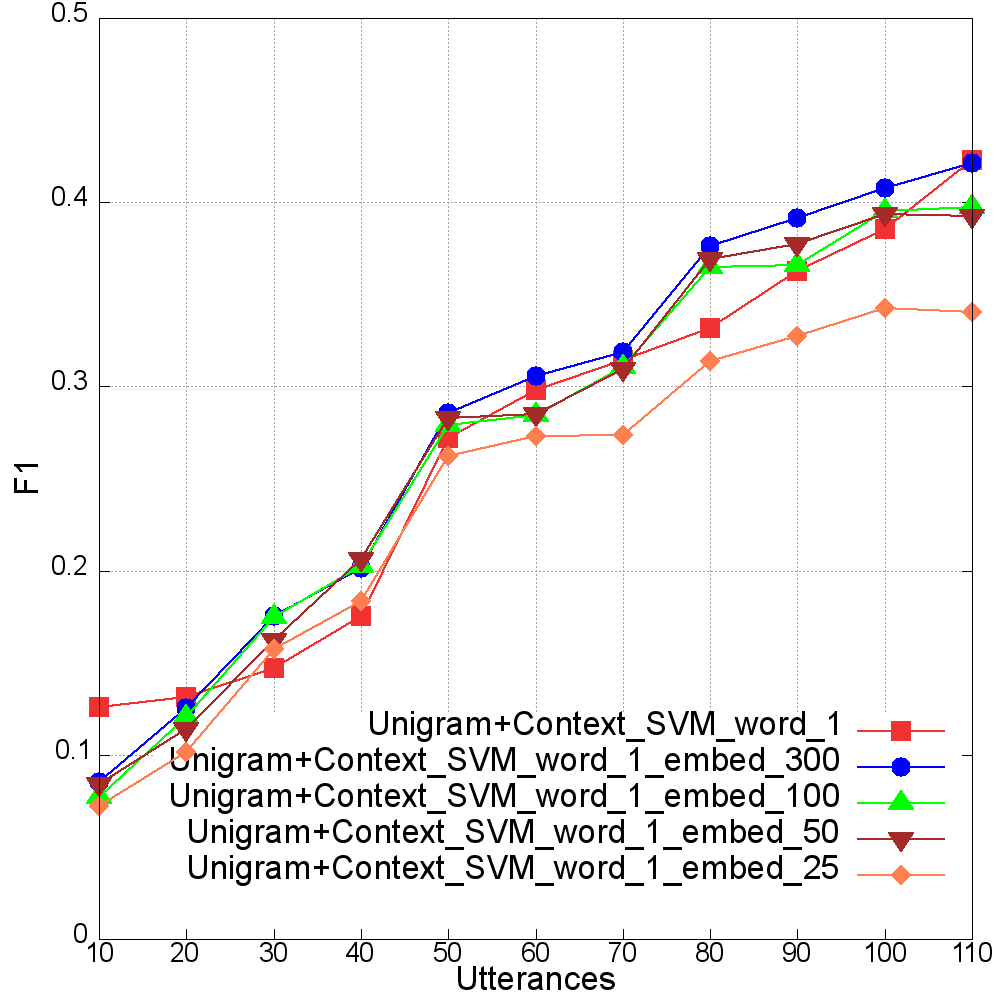 0.5
0.4
0.3
0.2
0.1
0
F1
Unigram+Context_SVM_word_1
Unigram+Context_SVM_word_1_embed_300
Unigram+Context_SVM_word_1_embed_100
Unigram+Context_SVM_word_1_embed_50
Unigram+Context_SVM_word_1_embed_25
10 20 30 40 50 60 70 80 90 100 110
Utterances